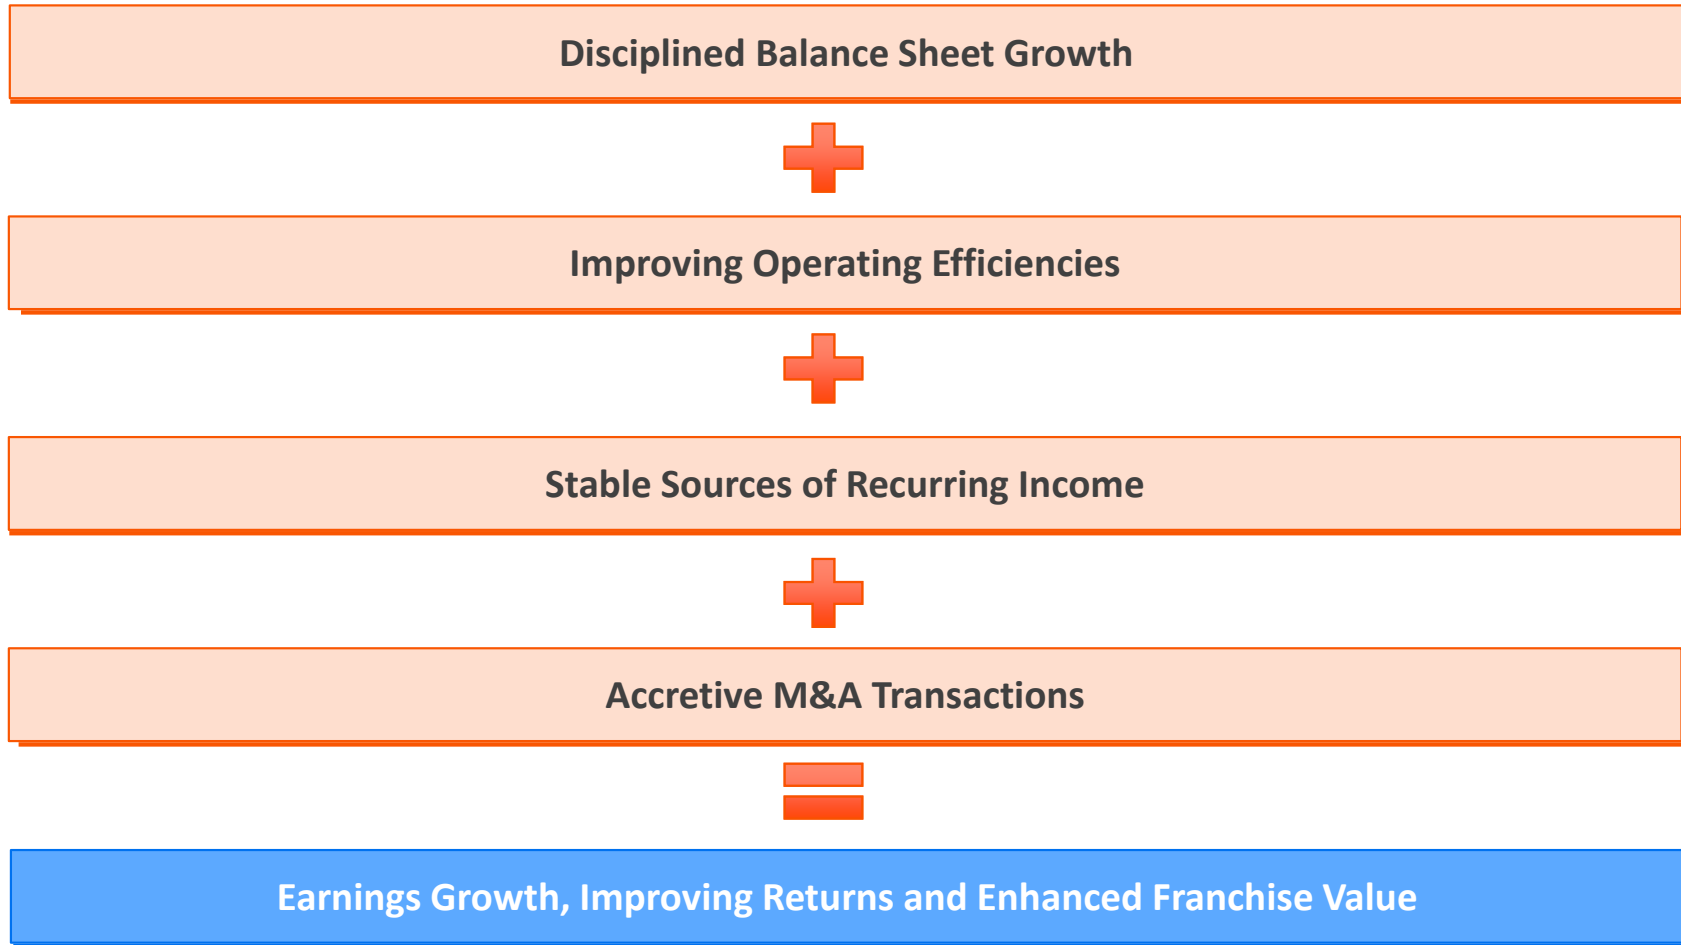 Disciplined Balance Sheet Growth
Improving Operating Efficiencies
Stable Sources of Recurring Income
Accretive M&A Transactions
Earnings Growth, Improving Returns and Enhanced Franchise Value